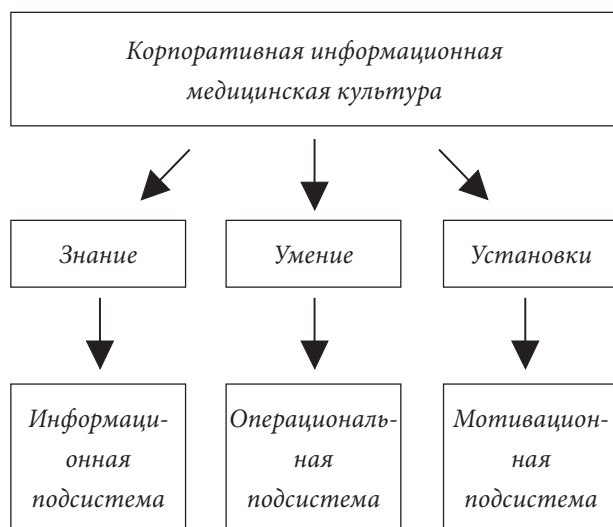 Корпоративная информационная
медицинская культура
Знание
Умение
Установки
Информаци-
онная
подсистема
Операциональ-
ная
подсистема
Мотивацион-
ная
подсистема